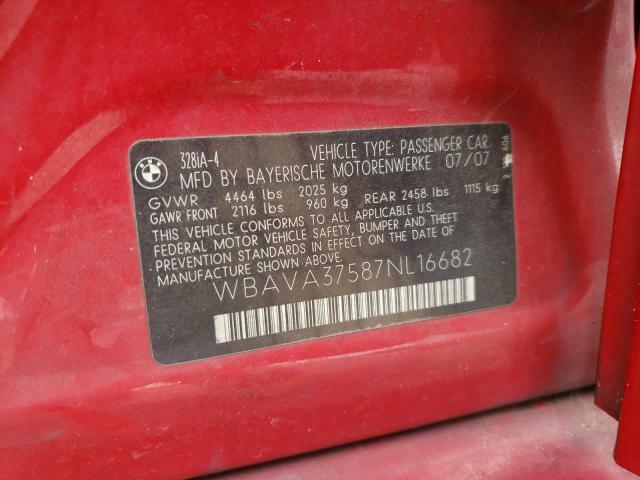 BMW
328iA-4 VEHICLE TYPE: PASSENGER CAR
MFD BY BAYERISCHE MOTORENWERKE 07/07
GVWR 4464 lbs 2025 kg
GAWR FRONT 2116 lbs 960 kg REAR 2458 lbs 1115 kg
THIS VEHICLE CONFORMS TO ALL APPLICABLE
FEDERAL MOTOR VEHICLE SAFETY, BUMPER AND THEFT
PREVENTION STANDARDS IN EFFECT ON THE DATE OF
MANUFACTURE SHOWN ABOVE.
WBAVA37587NL16682